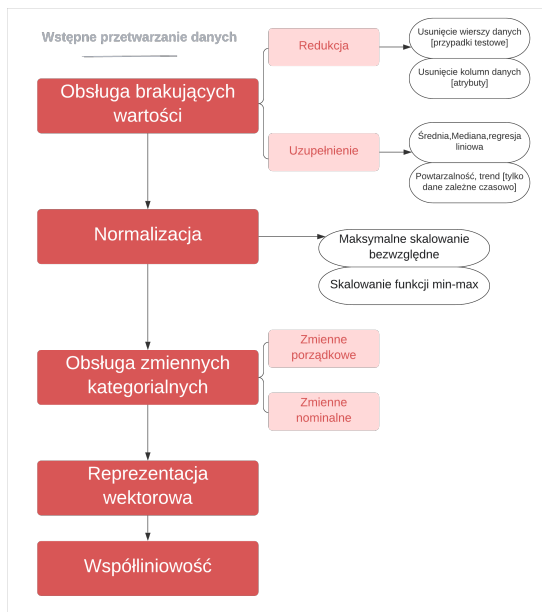 Wstępne przetwarzanie danych
Obsługa brakujących
wartości
Redukcja
Usunięcie wierszy danych
[przypadki testowe]
Usunięcie kolumn danych
[atrybuty]
Uzupełnienie
Średnia,Mediana,regresja
liniowa
Powtarzalność, trend [tylko
dane zależne czasowo]
Normalizacja
Maksymalne skalowanie
bezwzględne
Skalowanie funkcji min-max
Obsługa zmiennych
kategorialnych
Zmienne
porządkowe
Zmienne
nominalne
Reprezentacja
wektorowa
Współliniowość